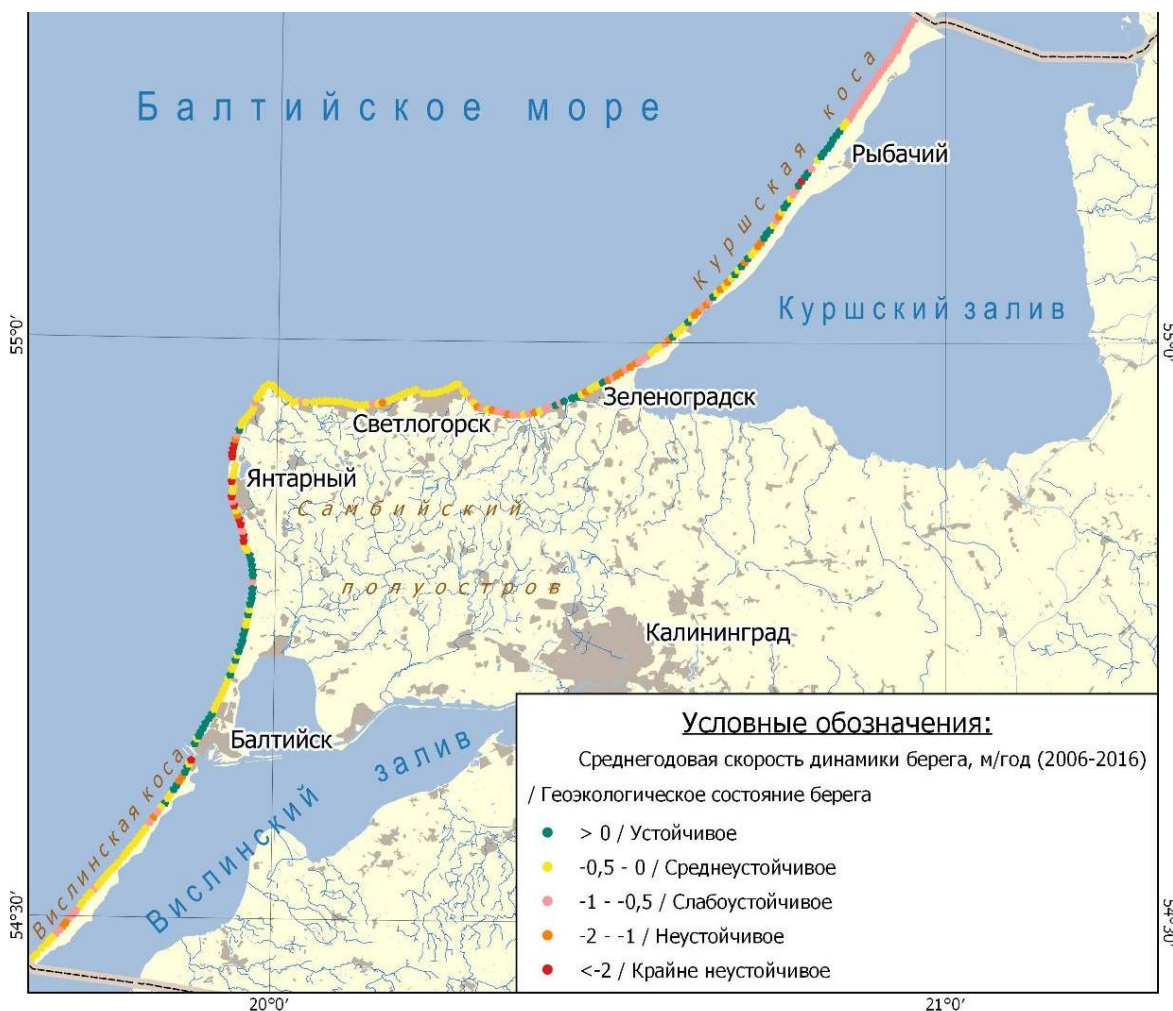 Балтийское море
Куршская коса
Рыбачий
Куршский залив
55°0'
55°0'
Зеленоградск
Светлогорск
Янтарный
Самбийский
полуостров
Калининград
Балтийск
Вислинская коса
Вислинский залив
54°30'
54°30'
Условные обозначения:
Среднегодовая скорость динамики берега, м/год (2006-2016)
/ Геоэкологическое состояние берега
> 0 / Устойчивое
-0,5 - 0 / Среднеустойчивое
-1 - -0,5 / Слабоустойчивое
-2 - -1 / Неустойчивое
<-2 / Крайне неустойчивое
20°0'
21°0'